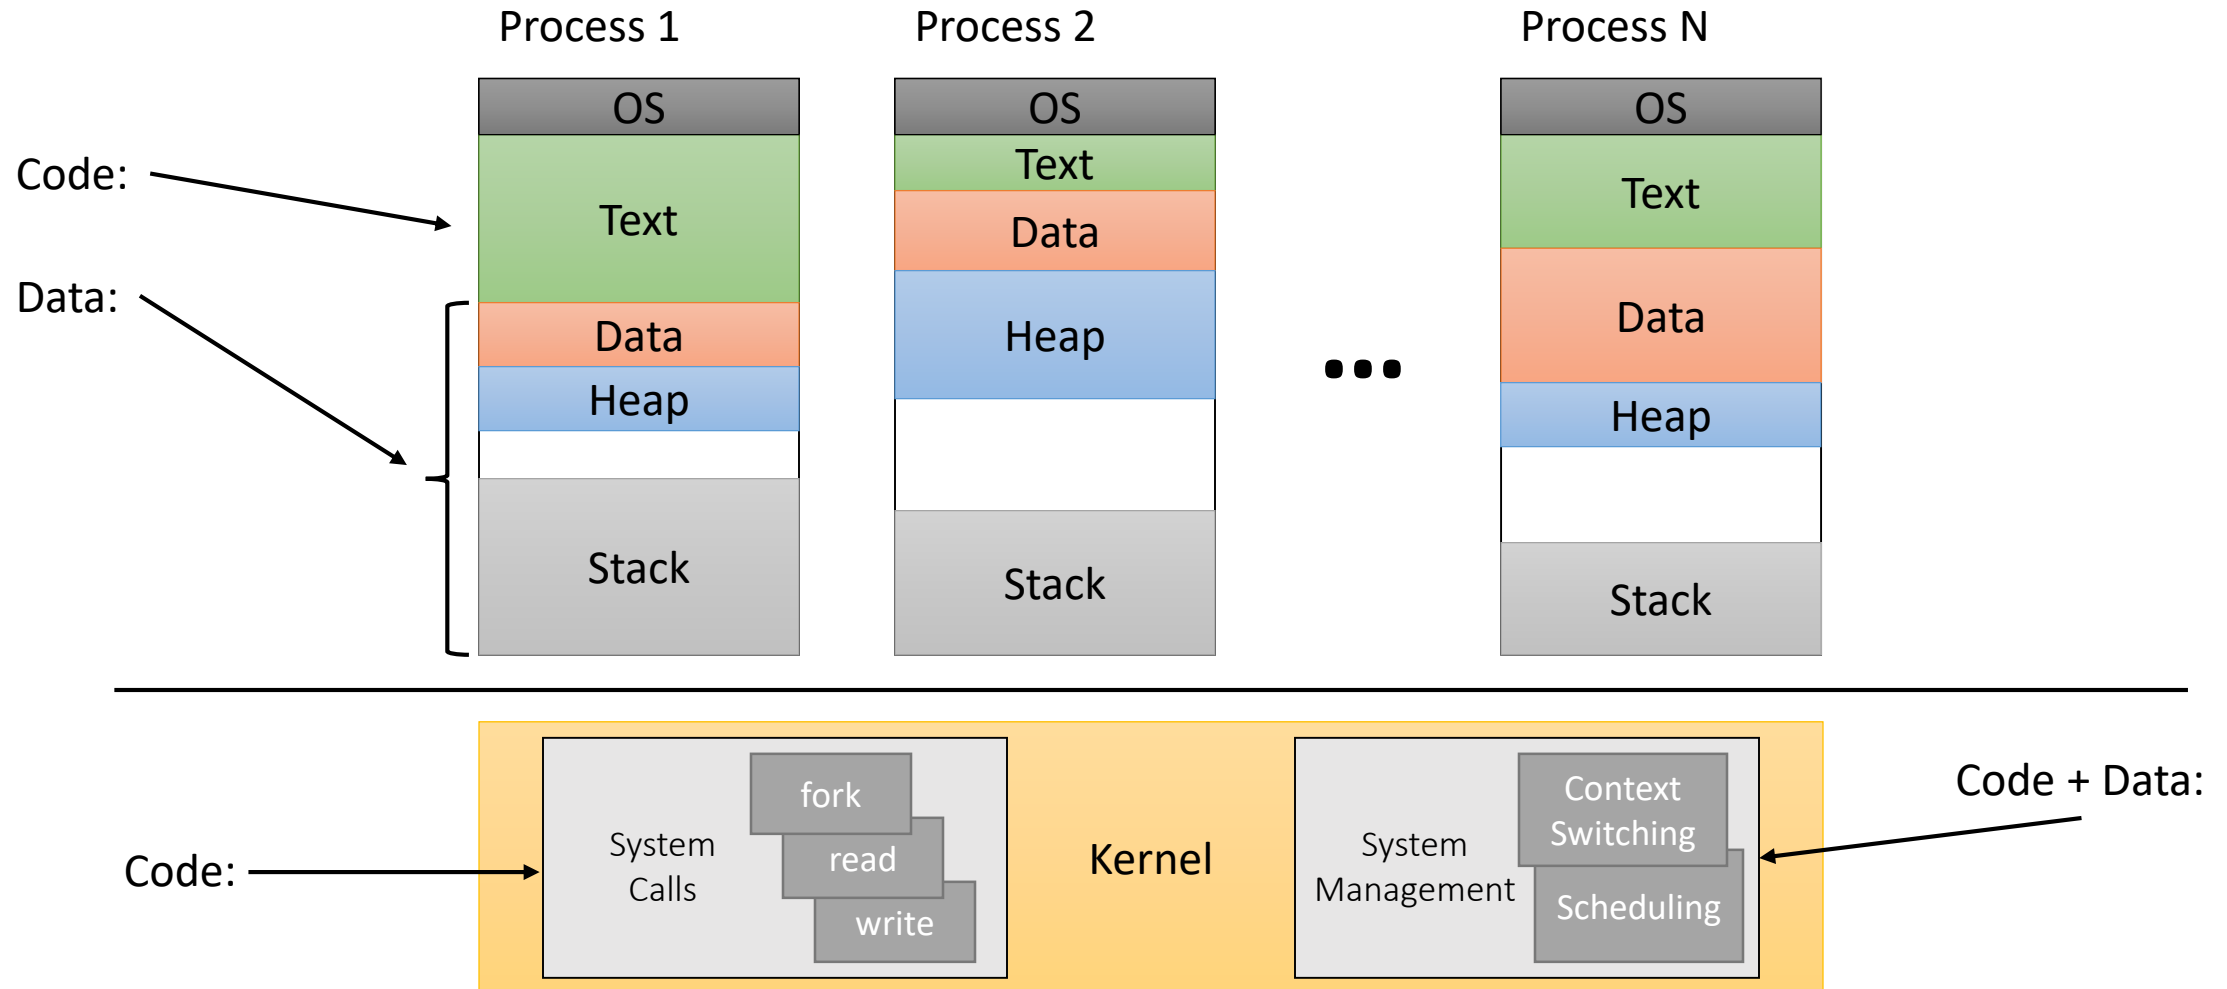 Process 1
Process 2
Process N
OS
OS
OS
Code:
Text
Text
Text
Data:
Data
Data
Data
Heap
Heap
Heap
...
Stack
Stack
Stack
Code:
System
Calls
fork
read
write
Kernel
System
Management
Context
Switching
Scheduling
Code + Data: